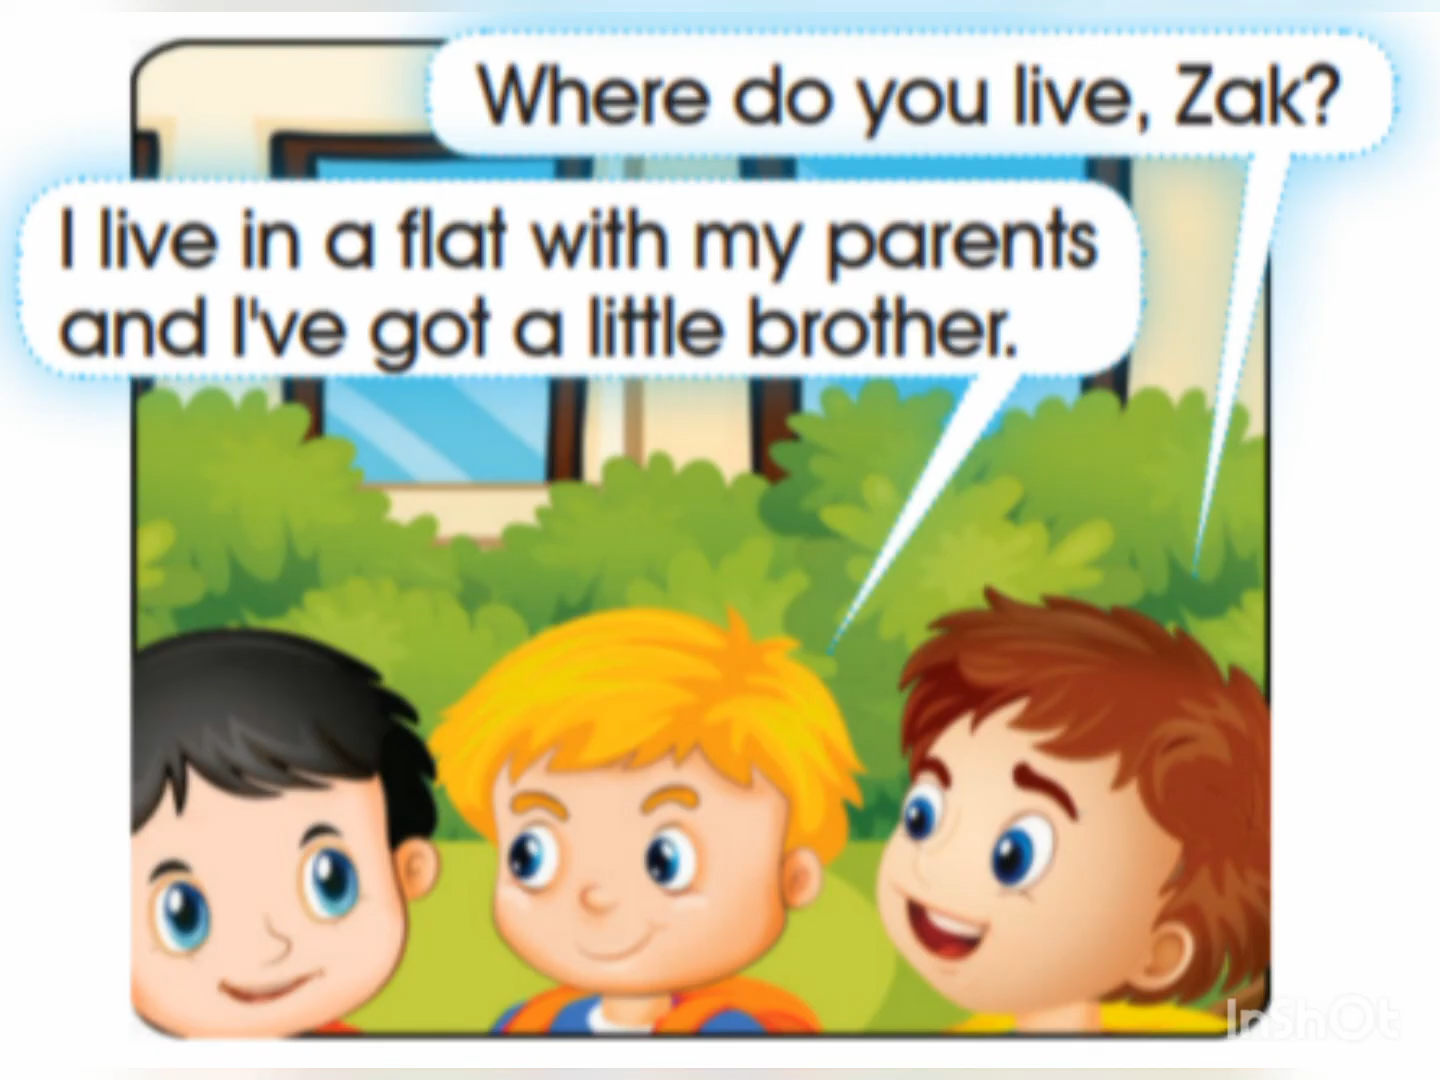 Where do you live, Zak?
I live in a flat with my parents
and I've got a little brother.
InShOt